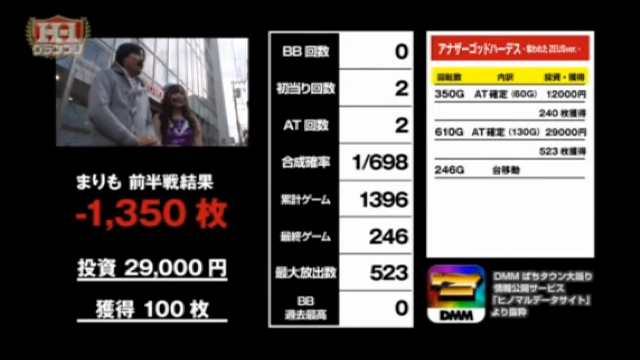 HI
グランプリ
まりも 前半戦結果
-1,350 枚
投資 29,000 円
獲得 100 枚
BB 回数 0
初当り回数 2
AT 回数 2
合成確率 1/698
累計ゲーム 1396
最終ゲーム 246
最大放出数 523
BB
過去最高 0
アナザーゴッドハーデス - 奪われたZEUSver. -
回転数 内訳 投資・獲得
350G AT確定 (60G) 12000円
240 枚獲得
610G AT確定 (130G) 29000円
523 枚獲得
246G 台移動
DMM
DMM ぱちタウン大振り
情報公開サービス
「ヒノマルデータサイト」
より抜粋